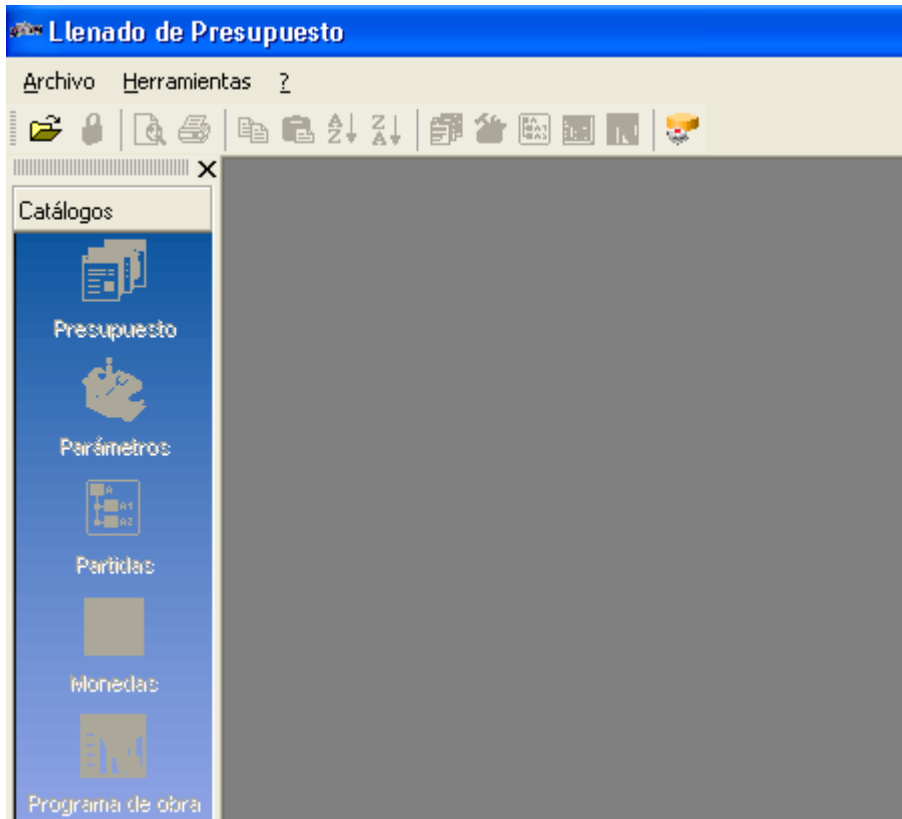 Llenado de Presupuesto
Archivo Herramientas ?
Catálogos
Presupuesto
Parámetros
Partidas
Monedas
Programa de obra